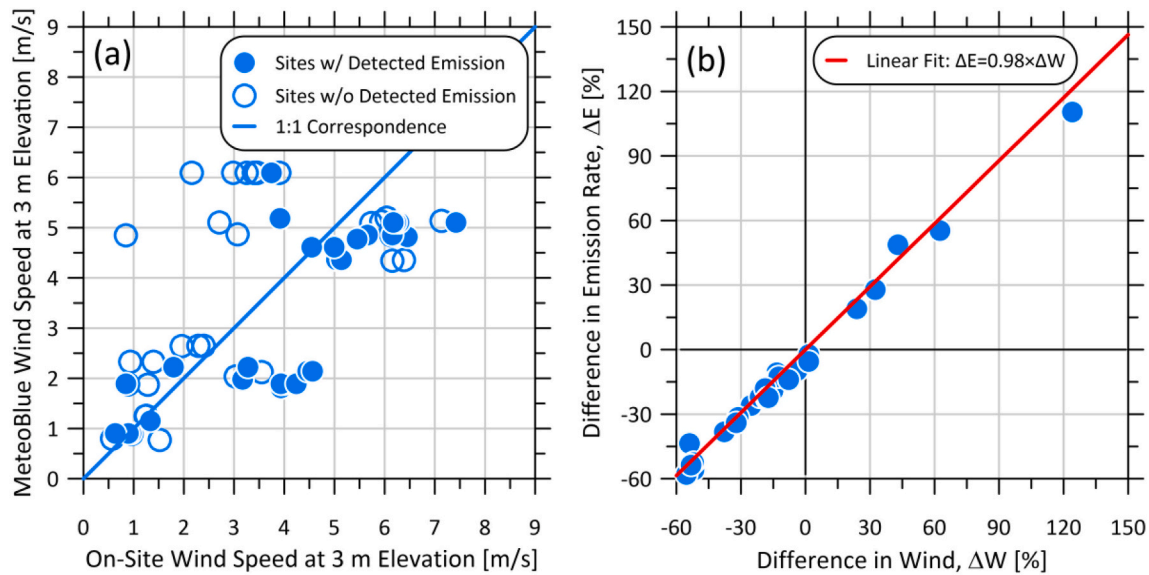 (a)
Sites w/ Detected Emission
Sites w/o Detected Emission
1:1 Correspondence
MeteoBlue Wind Speed at 3 m Elevation [m/s]
9
8
7
6
5
4
3
2
1
0
0 1 2 3 4 5 6 7 8 9
On-Site Wind Speed at 3 m Elevation [m/s]
(b)
Linear Fit: ΔE=0.98×ΔW
Difference in Emission Rate, ΔE [%]
150
120
90
60
30
0
-30
-60
-60 -30 0 30 60 90 120 150
Difference in Wind, ΔW [%]